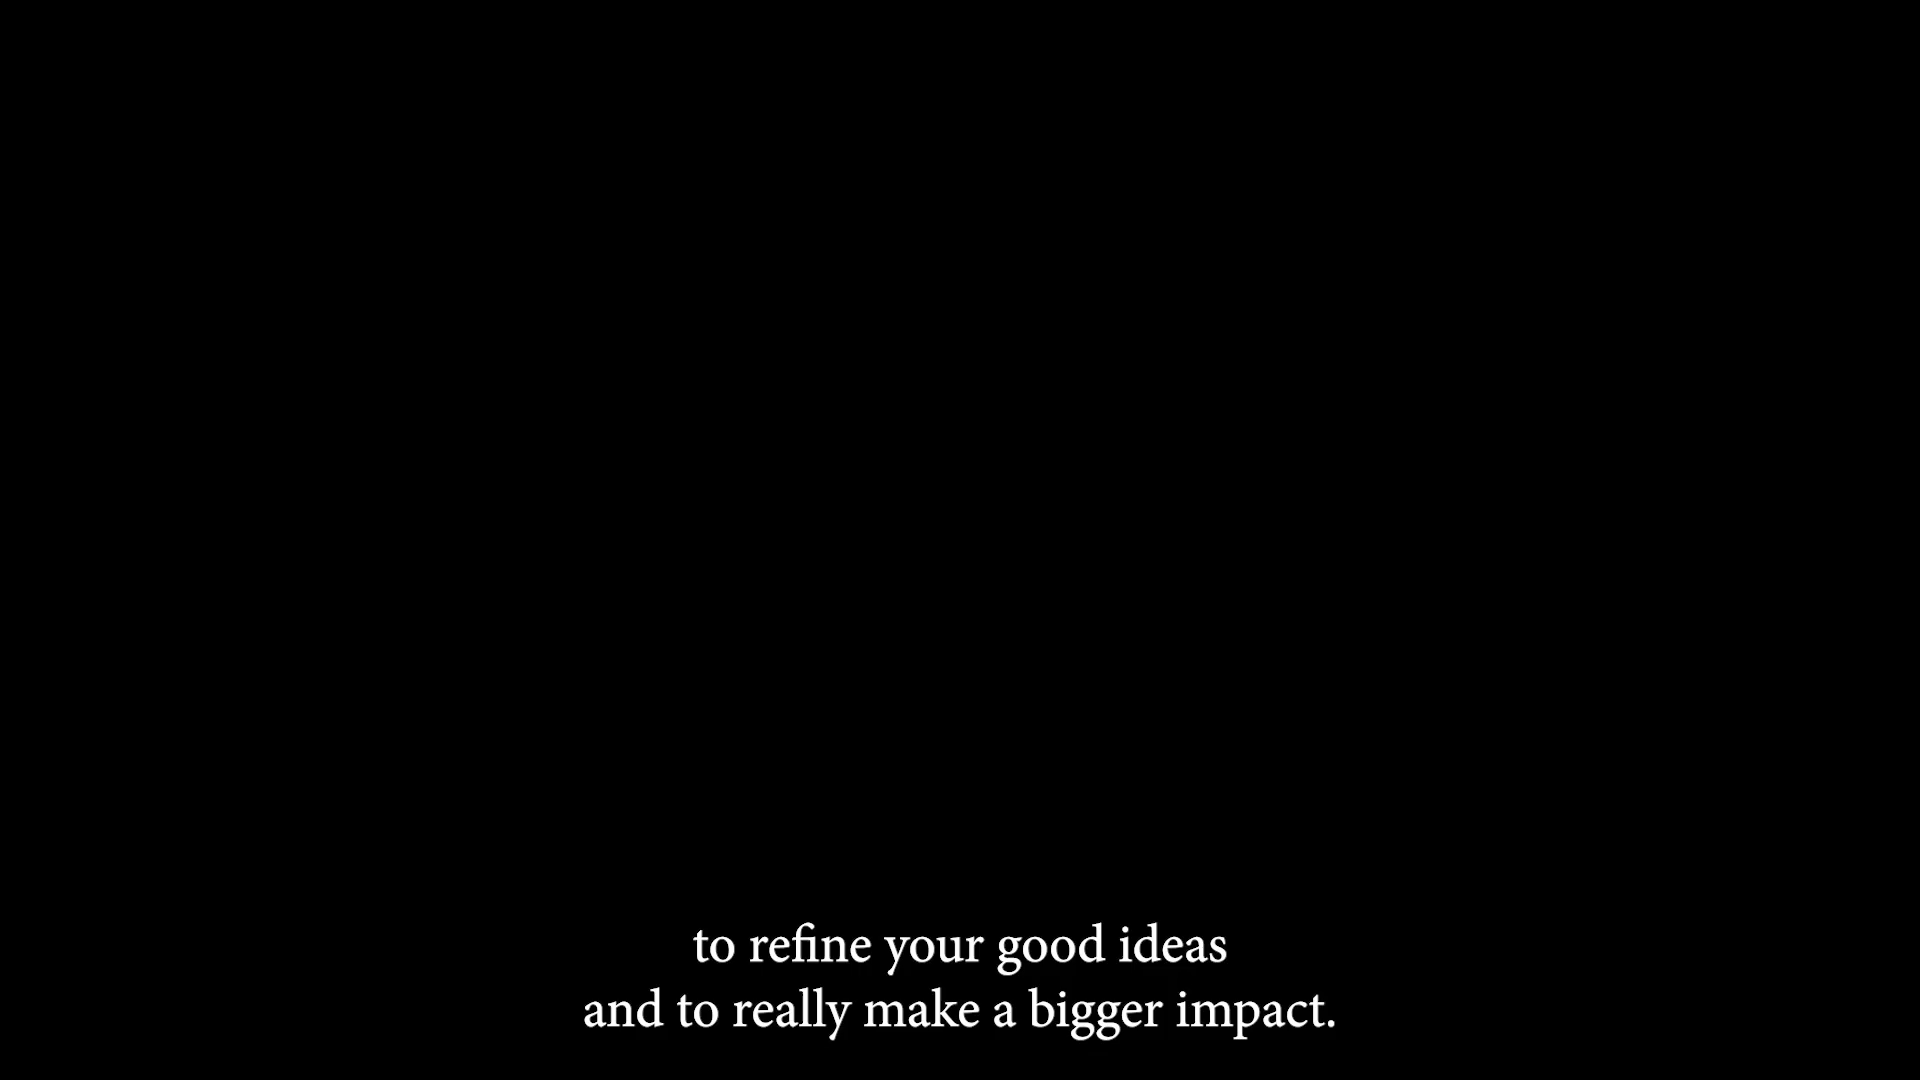 to refine your good ideas
and to really make a bigger impact.